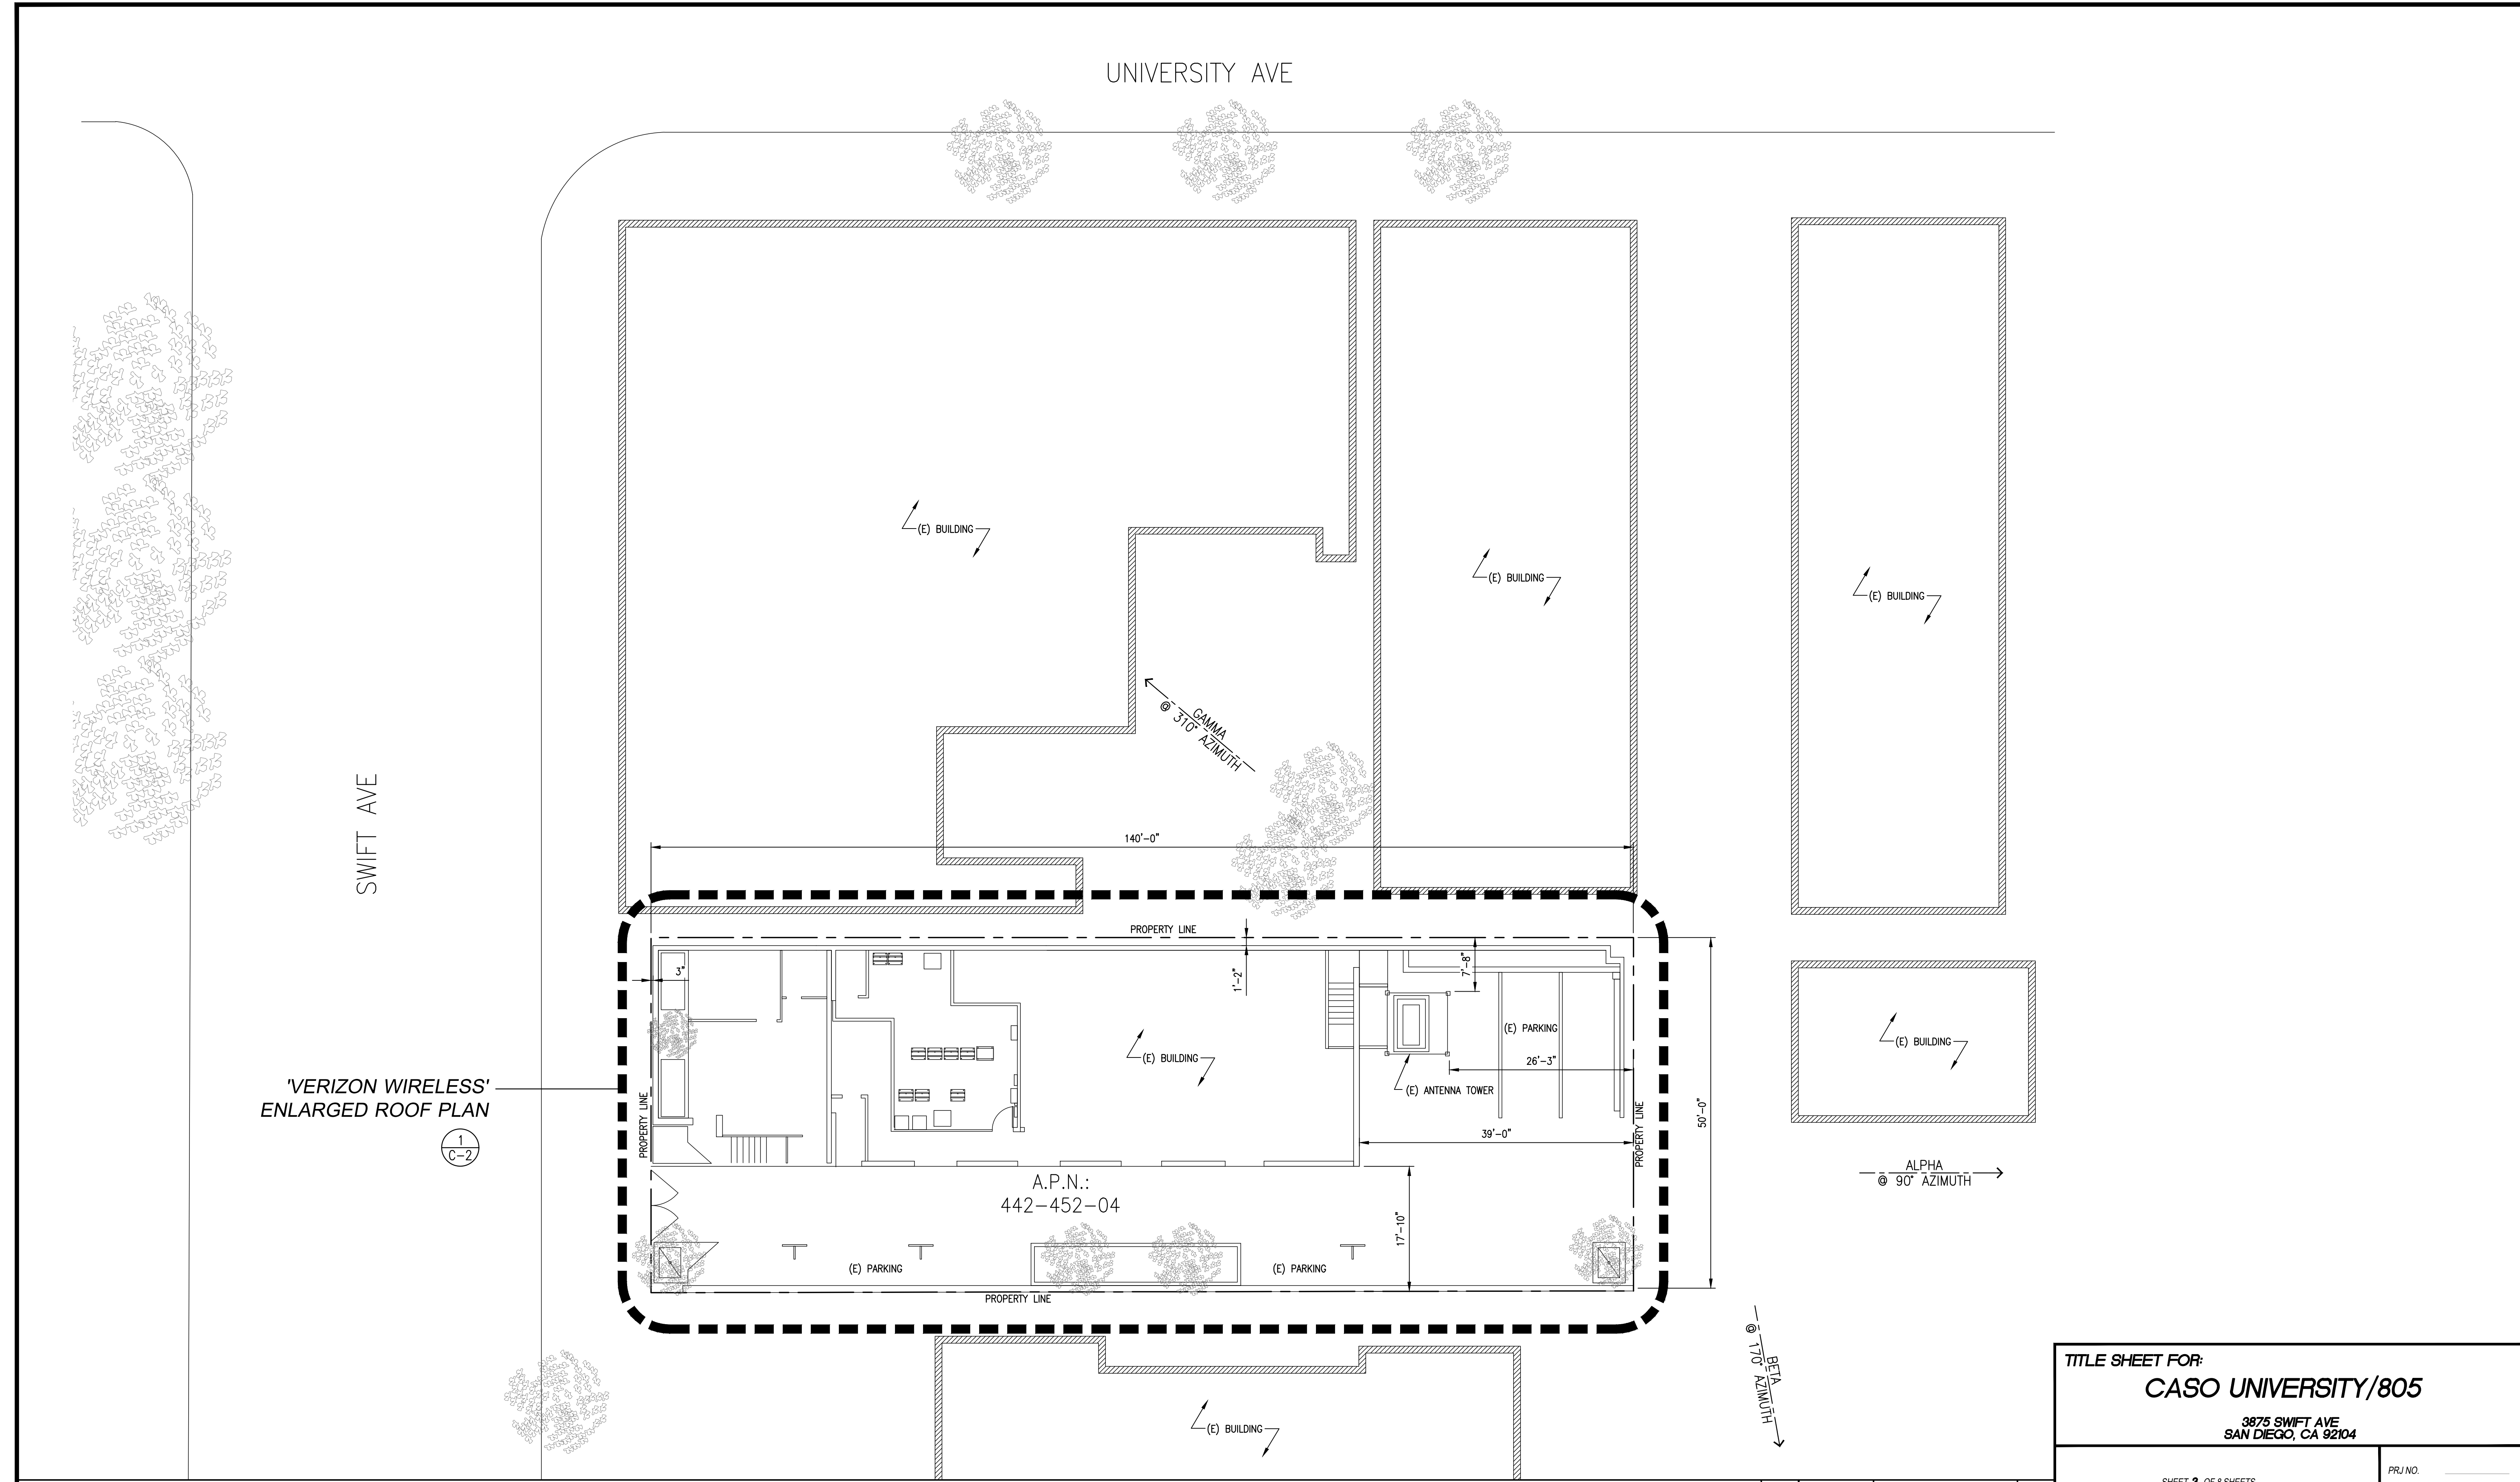 UNIVERSITY AVE
(E) BUILDING
(E) BUILDING
(E) BUILDING
GAMMA
@ 310° AZIMUTH
SWIFT AVE
140'-0"
PROPERTY LINE
3"
1'-2"
7'-8"
(E) PARKING
(E) BUILDING
(E) BUILDING
26'-3"
(E) ANTENNA TOWER
'VERIZON WIRELESS'
ENLARGED ROOF PLAN
1
C-2
PROPERTY LINE
PROPERTY LINE
50'-0"
39'-0"
ALPHA
@ 90° AZIMUTH
A.P.N.:
442-452-04
17'-10"
(E) PARKING
(E) PARKING
PROPERTY LINE
BETA
@ 170° AZIMUTH
(E) BUILDING
TITLE SHEET FOR:
CASO UNIVERSITY/805
3875 SWIFT AVE
SAN DIEGO, CA 92104
PRJ NO.